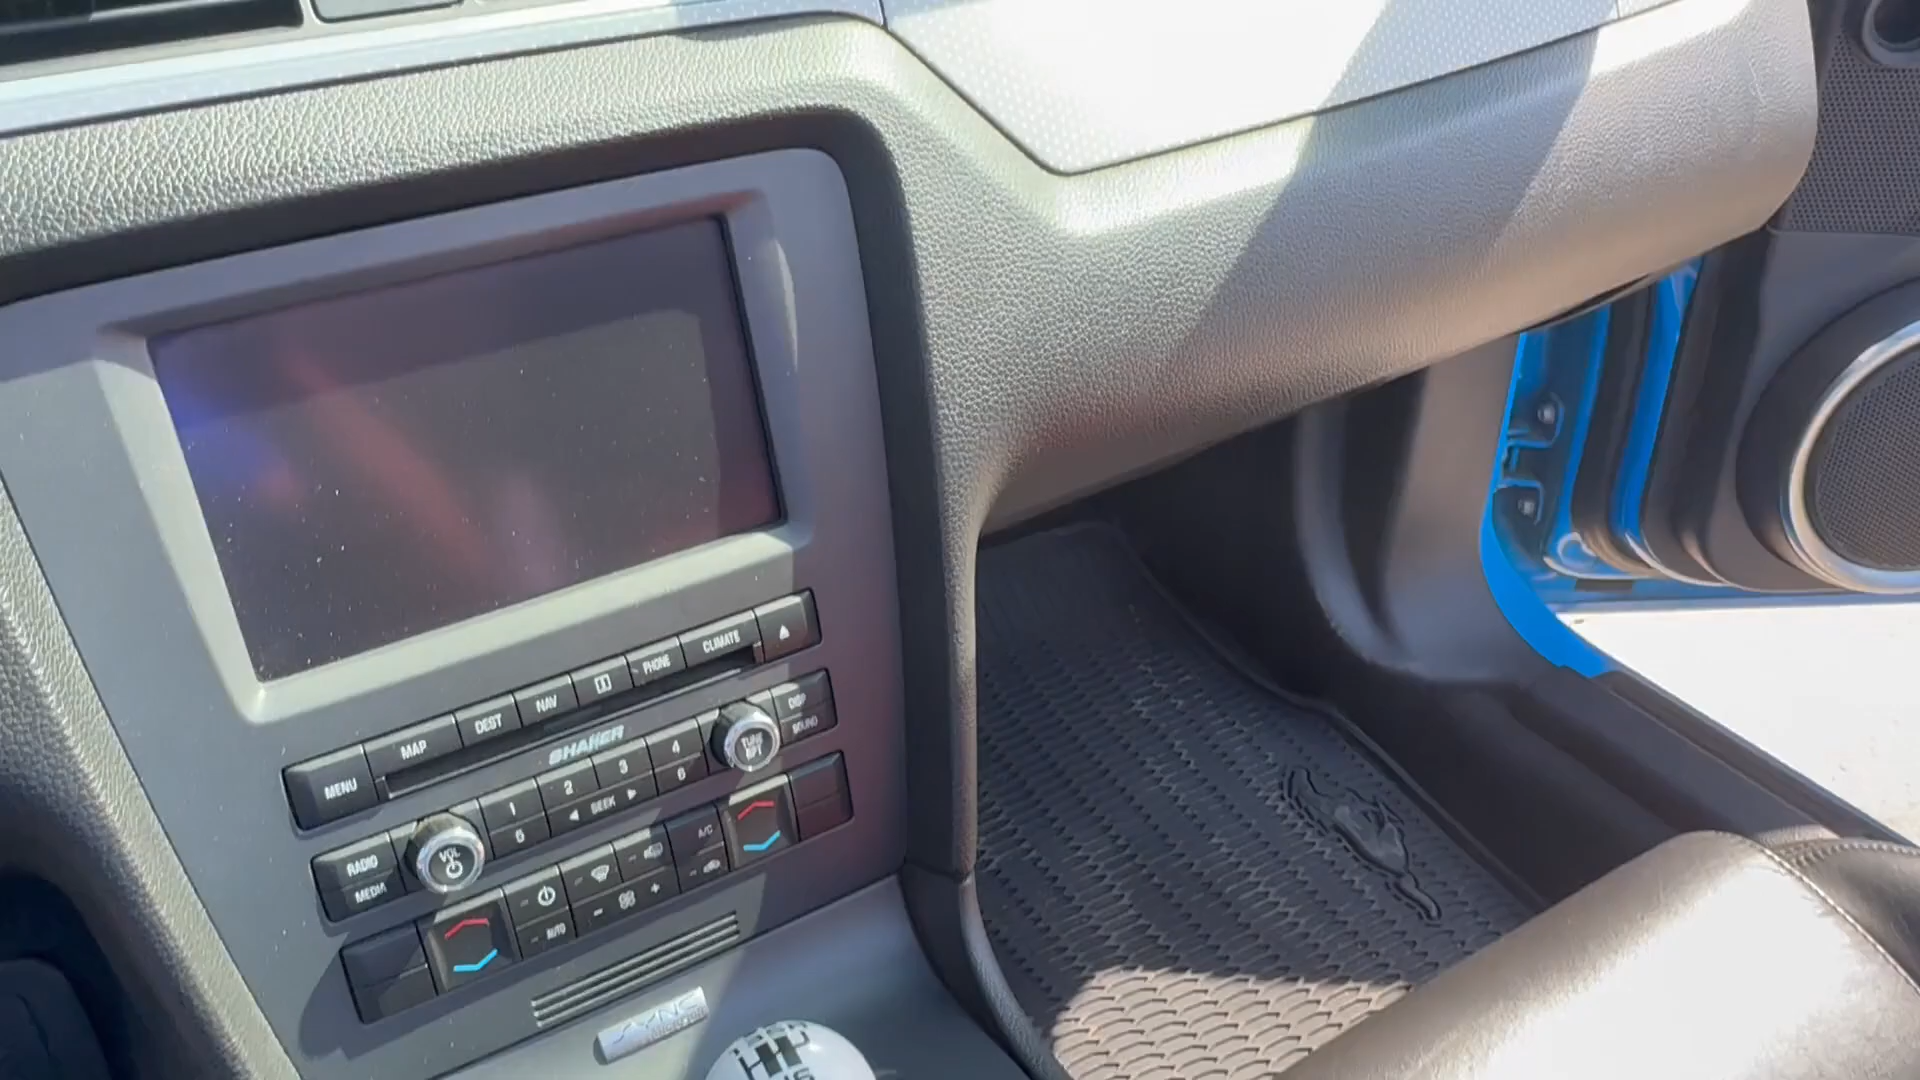 MENU
MAP
DEST
NAV
PHONE
CLIMATE
SHAKER
RADIO
MEDIA
VOL
1
2
3
4
5
SEEK
6
TUNE
DISP
SOUND
AUTO
A/C
SYNC